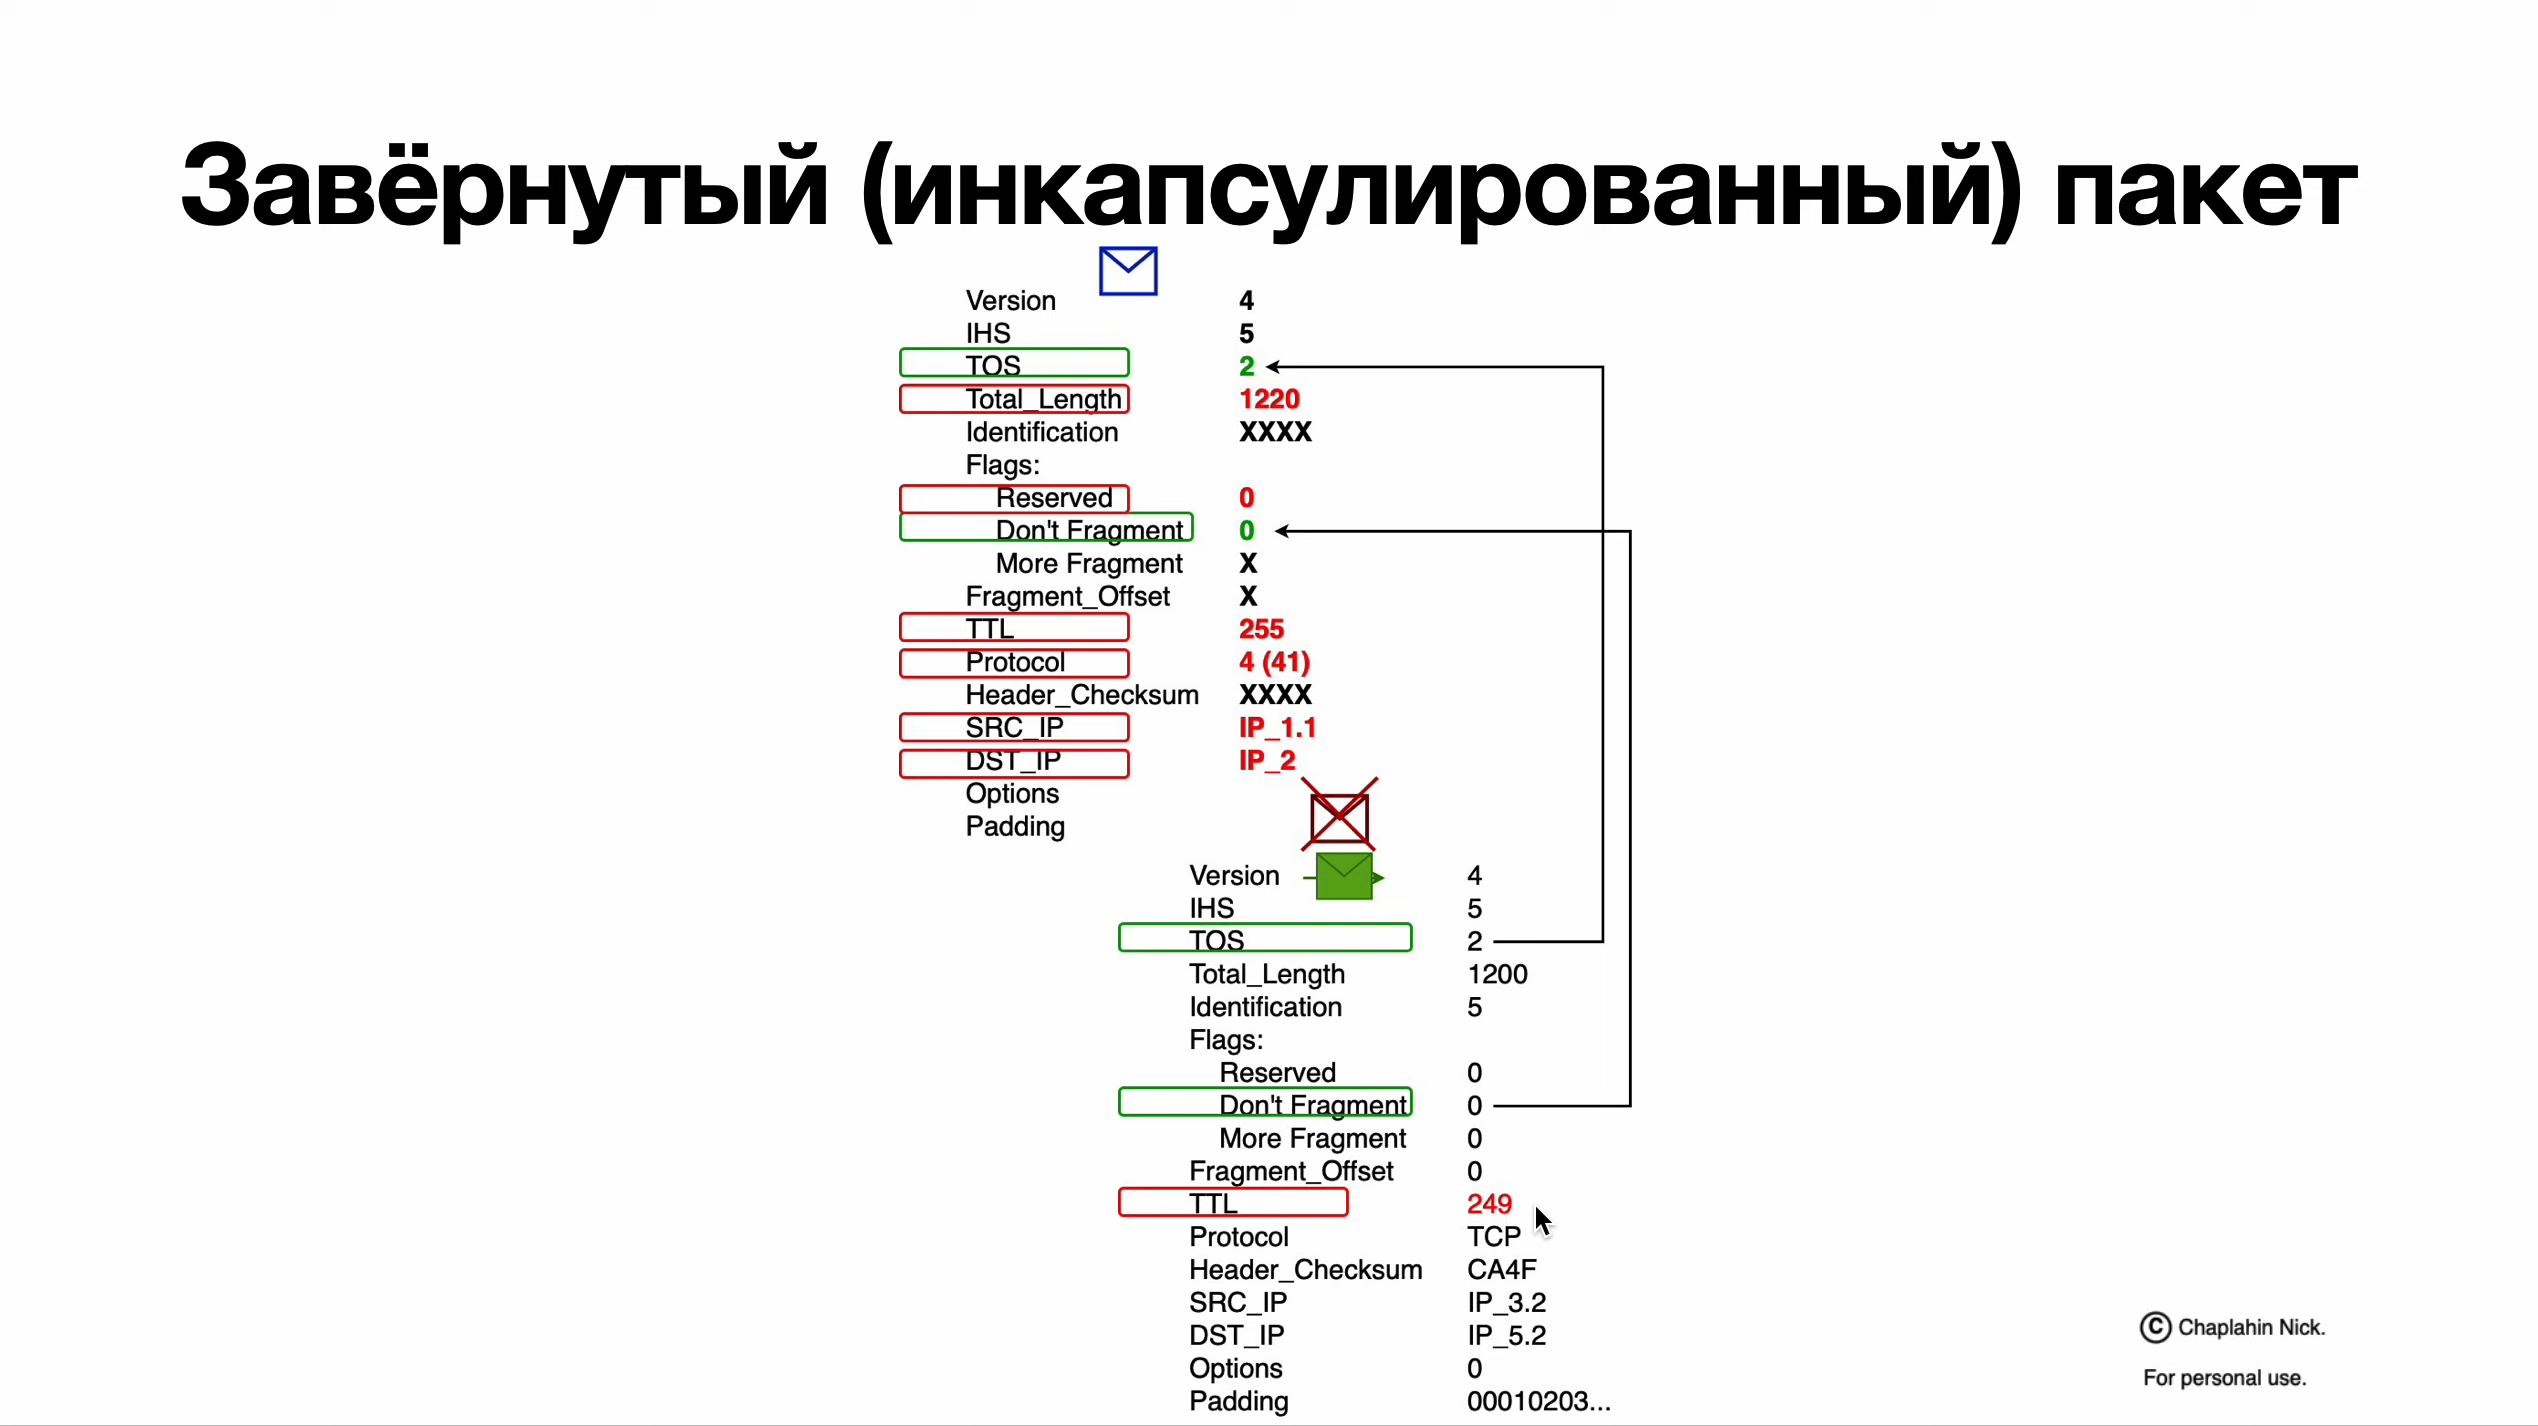 Завёрнутый (инкапсулированный) пакет
Version 4
IHS 5
TOS 2
Total_Length 1220
Identification XXXX
Flags:
Reserved 0
Don't Fragment 0
More Fragment X
Fragment_Offset X
TTL 255
Protocol 4 (41)
Header_Checksum XXXX
SRC_IP IP_1.1
DST_IP IP_2
Options
Padding
Version 4
IHS 5
TOS 2
Total_Length 1200
Identification 5
Flags:
Reserved 0
Don't Fragment 0
More Fragment 0
Fragment_Offset 0
TTL 249
Protocol TCP
Header_Checksum CA4F
SRC_IP IP_3.2
DST_IP IP_5.2
Options 0
Padding 00010203...
© Chaplahin Nick.
For personal use.